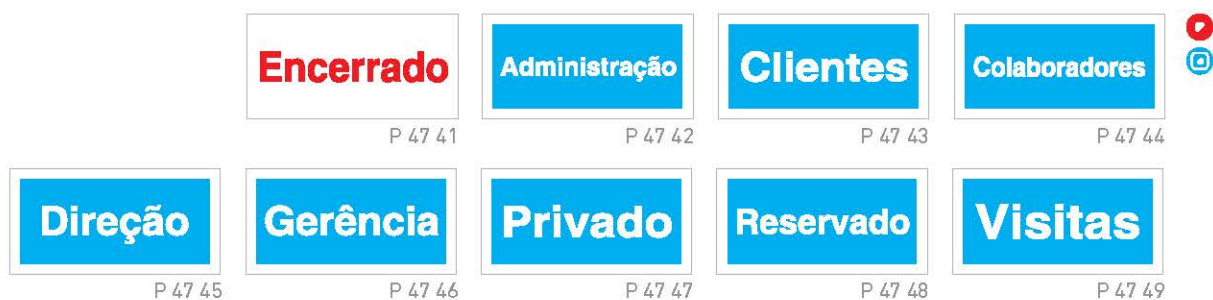 Encerrado
Administração
Clientes
Colaboradores
P 47 41
P 47 42
P 47 43
P 47 44
Direção
Gerência
Privado
Reservado
Visitas
P 47 45
P 47 46
P 47 47
P 47 48
P 47 49